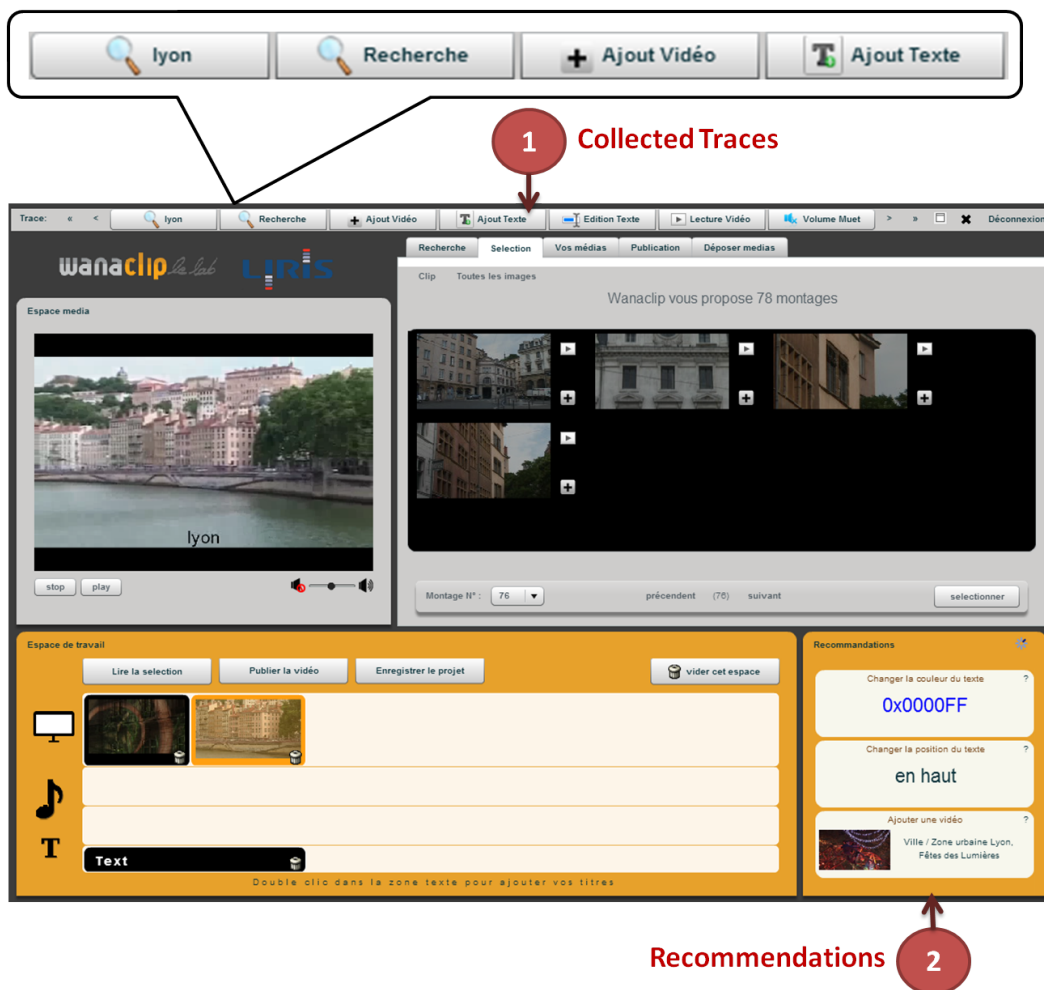 lyon Recherche Ajout Vidéo Ajout Texte
1 Collected Traces
Trace: « < lyon Recherche Ajout Vidéo Ajout Texte Edition Texte Lecture Vidéo Volume Muet > » Déconnexion
Recherche Selection Vos médias Publication Déposer medias
wanaclip le lab LIRIS
Clip Toutes les images
Wanaclip vous propose 78 montages
Espace media
lyon
stop play
Montage N° : 76 précendent (76) suivant selectionner
Espace de travail
Lire la selection Publier la vidéo Enregistrer le projet vider cet espace
T Text
Double clic dans la zone texte pour ajouter vos titres
Recommandations
Changer la couleur du texte ?
0x0000FF
Changer la position du texte ?
en haut
Ajouter une vidéo ?
Ville / Zone urbaine Lyon,
Fêtes des Lumières
Recommendations 2